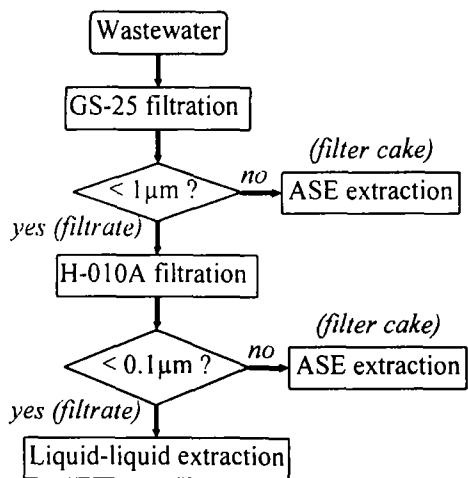 Wastewater
GS-25 filtration
(filter cake)
< 1µm ?
no
ASE extraction
yes (filtrate)
H-010A filtration
(filter cake)
< 0.1µm ?
no
ASE extraction
yes (filtrate)
Liquid-liquid extraction